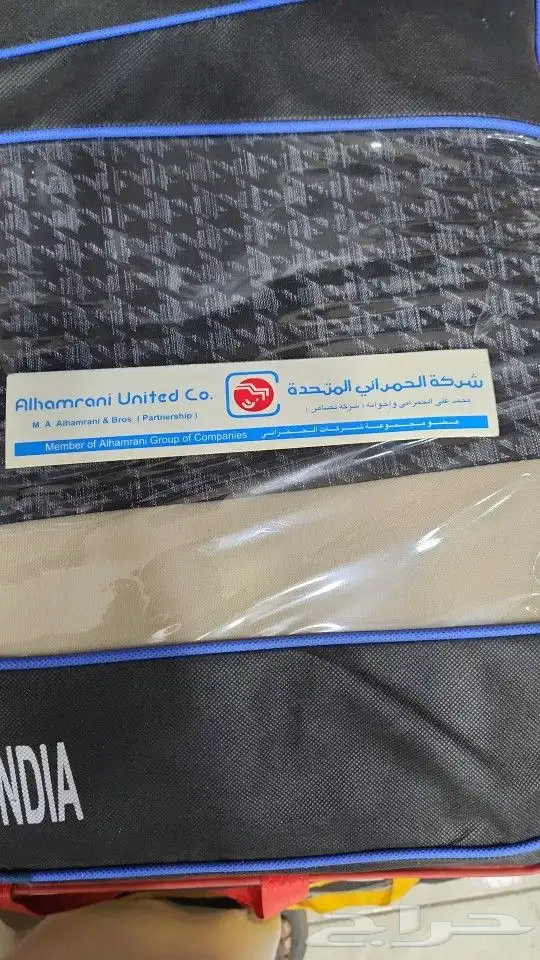 Alhamrani United Co.
M. A. Alhamrani & Bros. ( Partnership )
شركة الحمراني المتحدة
محمد علي الحمراني وإخوانه ( شركة تضامن )
Member of Alhamrani Group of Companies
عضو مجموعة شركات الحمراني
NDIA
حراج